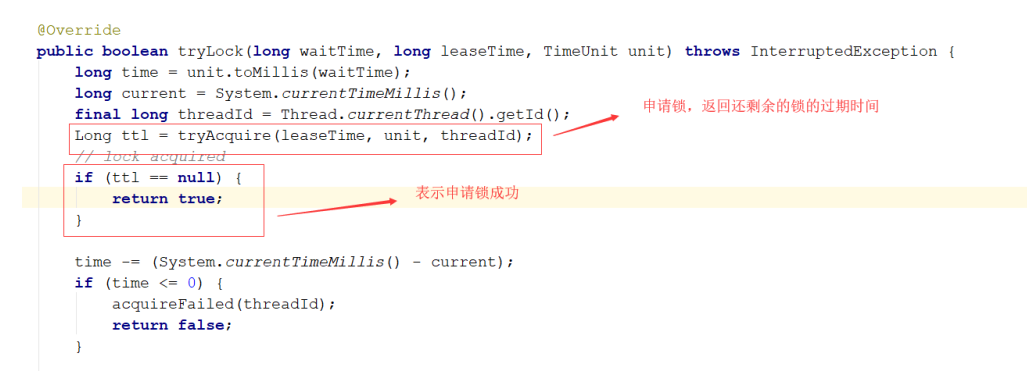 @Override
public boolean tryLock(long waitTime, long leaseTime, TimeUnit unit) throws InterruptedException {
long time = unit.toMillis(waitTime);
long current = System.currentTimeMillis();
final long threadId = Thread.currentThread().getId();
申请锁，返回还剩余的锁的过期时间
Long ttl = tryAcquire(leaseTime, unit, threadId);
// lock acquired
if (ttl == null) {
表示申请锁成功
return true;
}
time -= (System.currentTimeMillis() - current);
if (time <= 0) {
acquireFailed(threadId);
return false;
}